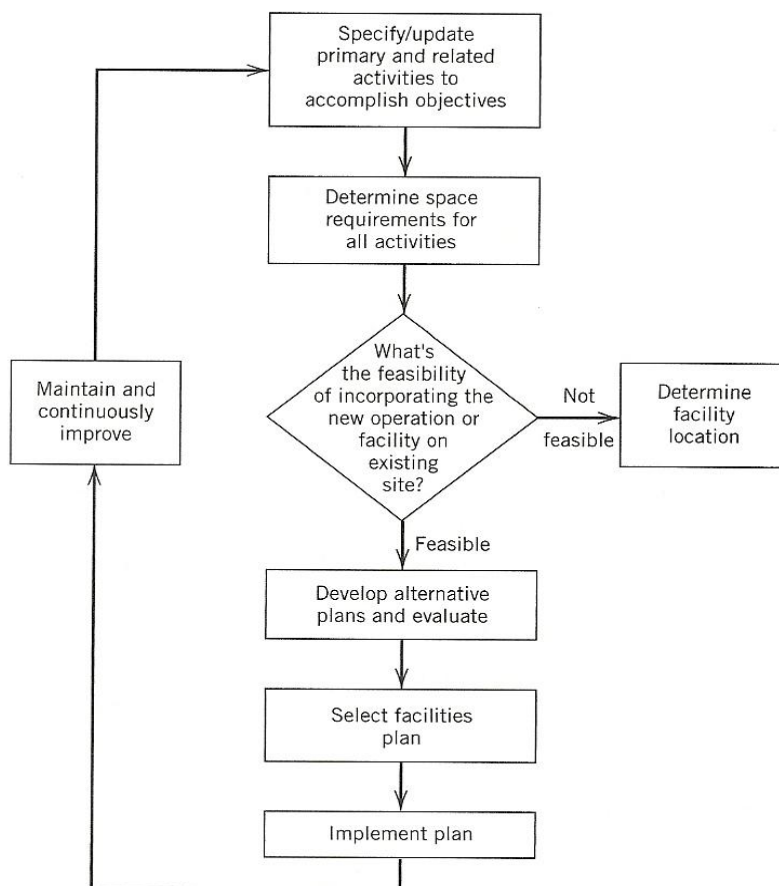 Specify/update
primary and related
activities to
accomplish objectives
Determine space
requirements for
all activities
What's
the feasibility
of incorporating the
new operation or
facility on
existing
site?
Not
feasible
Determine
facility
location
Maintain and
continuously
improve
Feasible
Develop alternative
plans and evaluate
Select facilities
plan
Implement plan